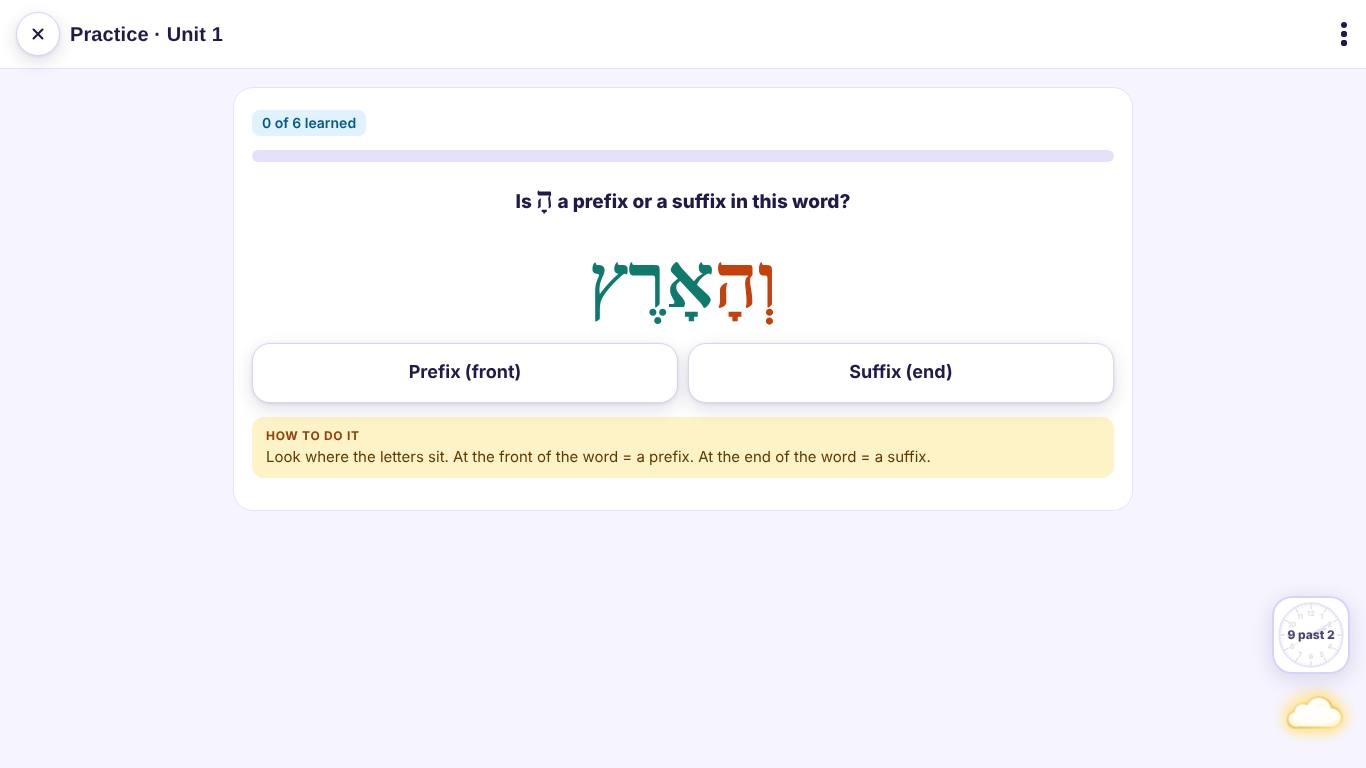 Practice · Unit 1
0 of 6 learned
Is הָ a prefix or a suffix in this word?
וְהָאָרֶץ
Prefix (front)
Suffix (end)
HOW TO DO IT
Look where the letters sit. At the front of the word = a prefix. At the end of the word = a suffix.
9 past 2